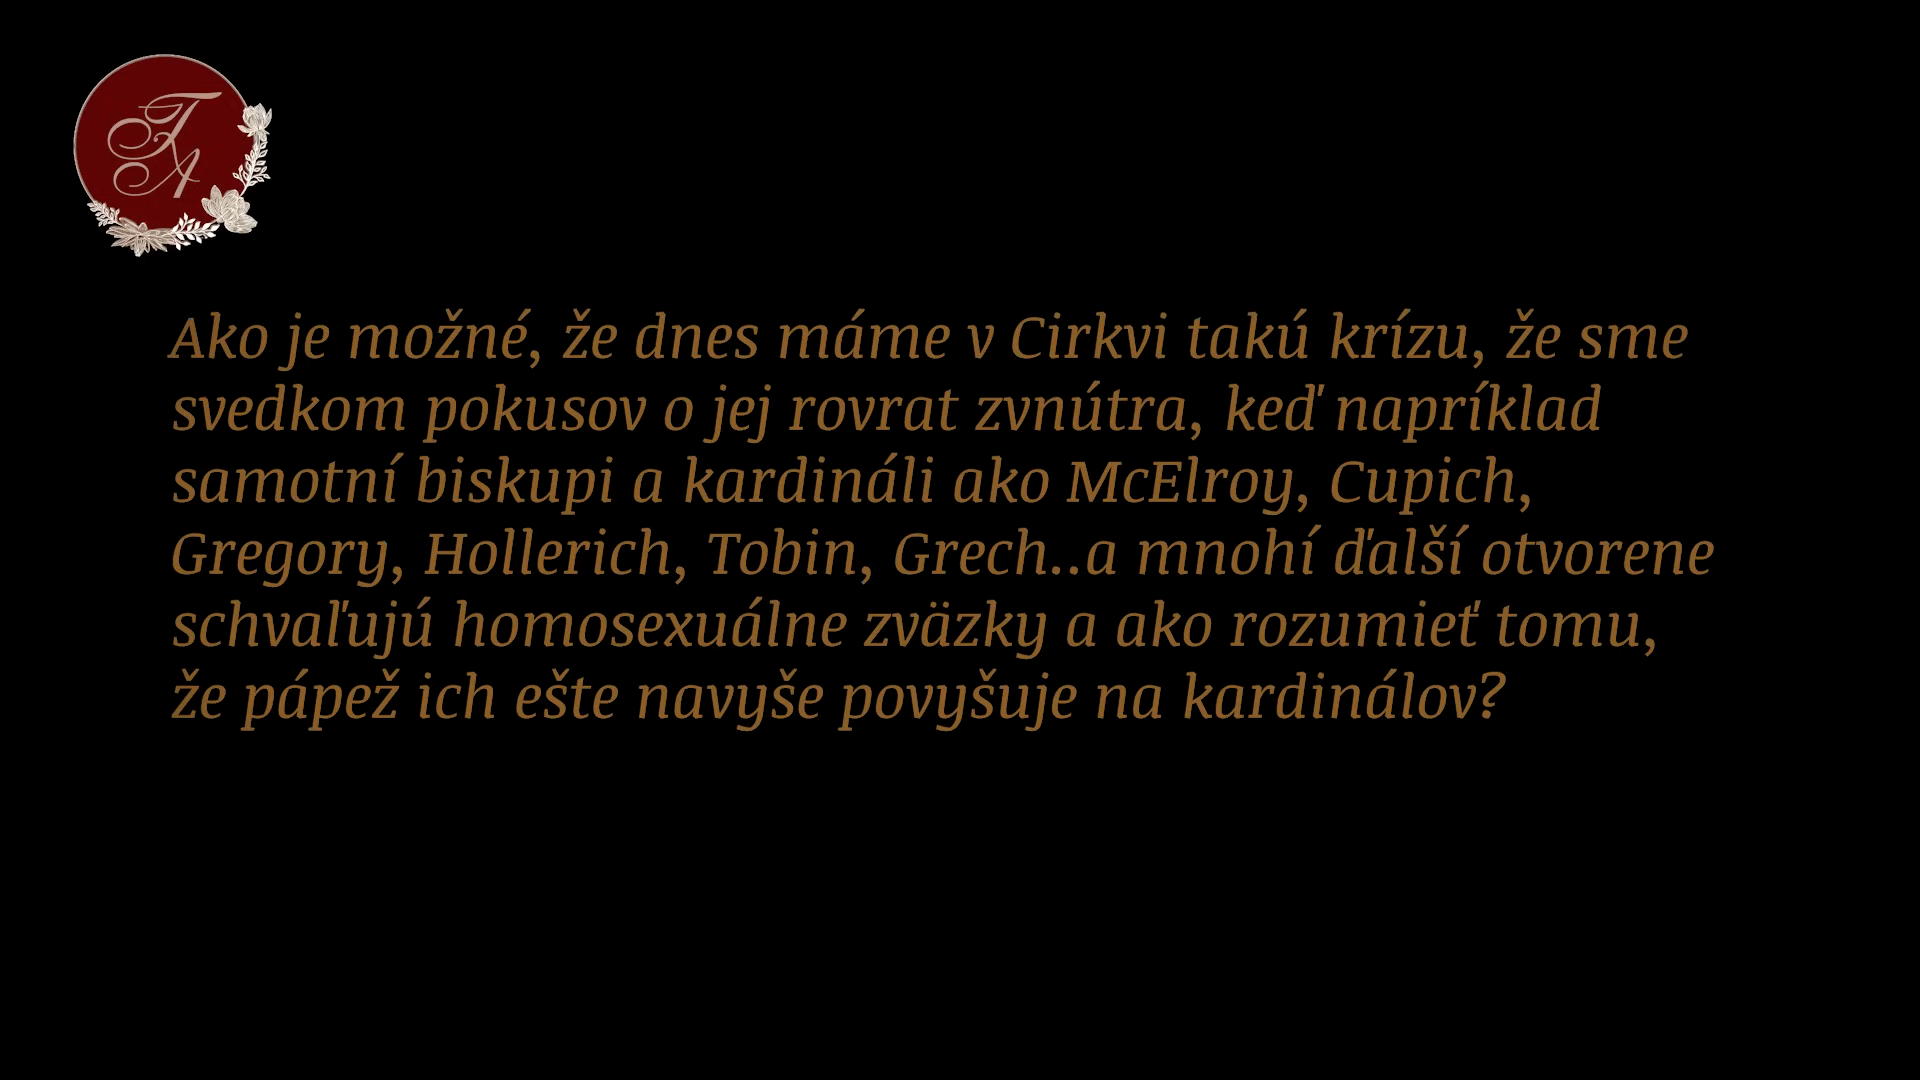 TA
Ako je možné, že dnes máme v Cirkvi takú krízu, že sme
svedkom pokusov o jej rovrat zvnútra, keď napríklad
samotní biskupi a kardináli ako McElroy, Cupich,
Gregory, Hollerich, Tobin, Grech..a mnohí ďalší otvorene
schvaľujú homosexuálne zväzky a ako rozumieť tomu,
že pápež ich ešte navyše povyšuje na kardinálov?